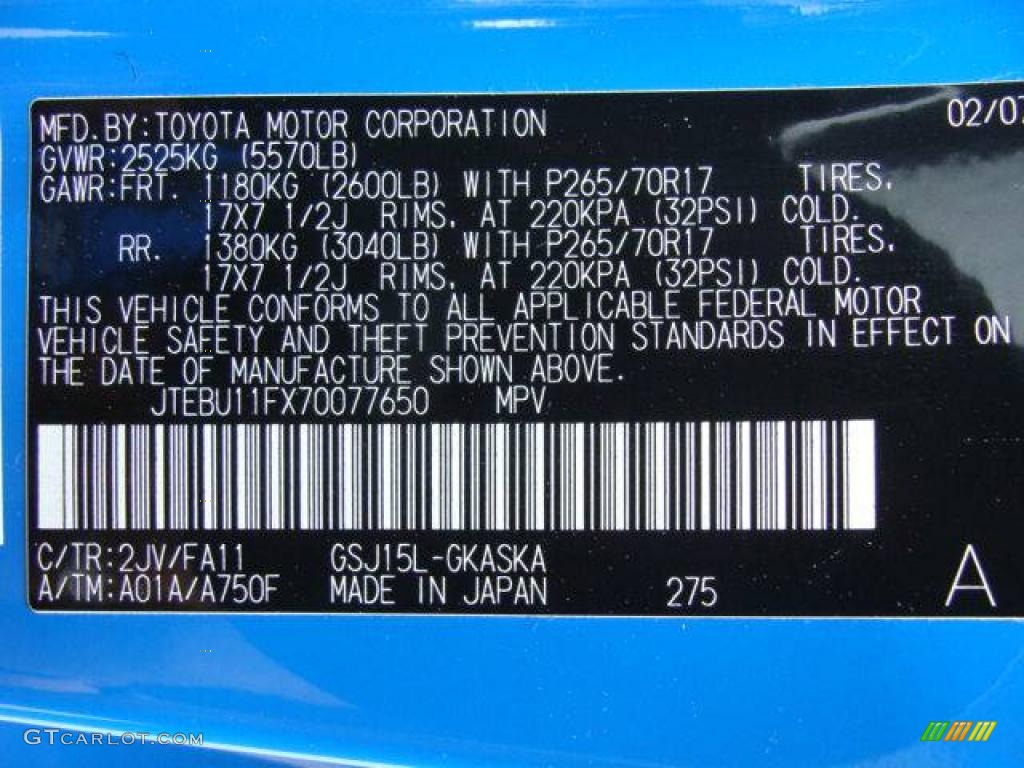 02/07
MFD.BY:TOYOTA MOTOR CORPORATION
GVWR:2525KG (5570LB)
GAWR:FRT. 1180KG (2600LB) WITH P265/70R17 TIRES,
17X7 1/2J RIMS, AT 220KPA (32PSI) COLD.
RR. 1380KG (3040LB) WITH P265/70R17 TIRES,
17X7 1/2J RIMS, AT 220KPA (32PSI) COLD.
THIS VEHICLE CONFORMS TO ALL APPLICABLE FEDERAL MOTOR
VEHICLE SAFETY AND THEFT PREVENTION STANDARDS IN EFFECT ON
THE DATE OF MANUFACTURE SHOWN ABOVE.
JTEBU11FX70077650 MPV
C/TR:2JV/FA11 GSJ15L-GKASKA
A/TM:A01A/A750F MADE IN JAPAN 275 A
GTCARLOT.COM